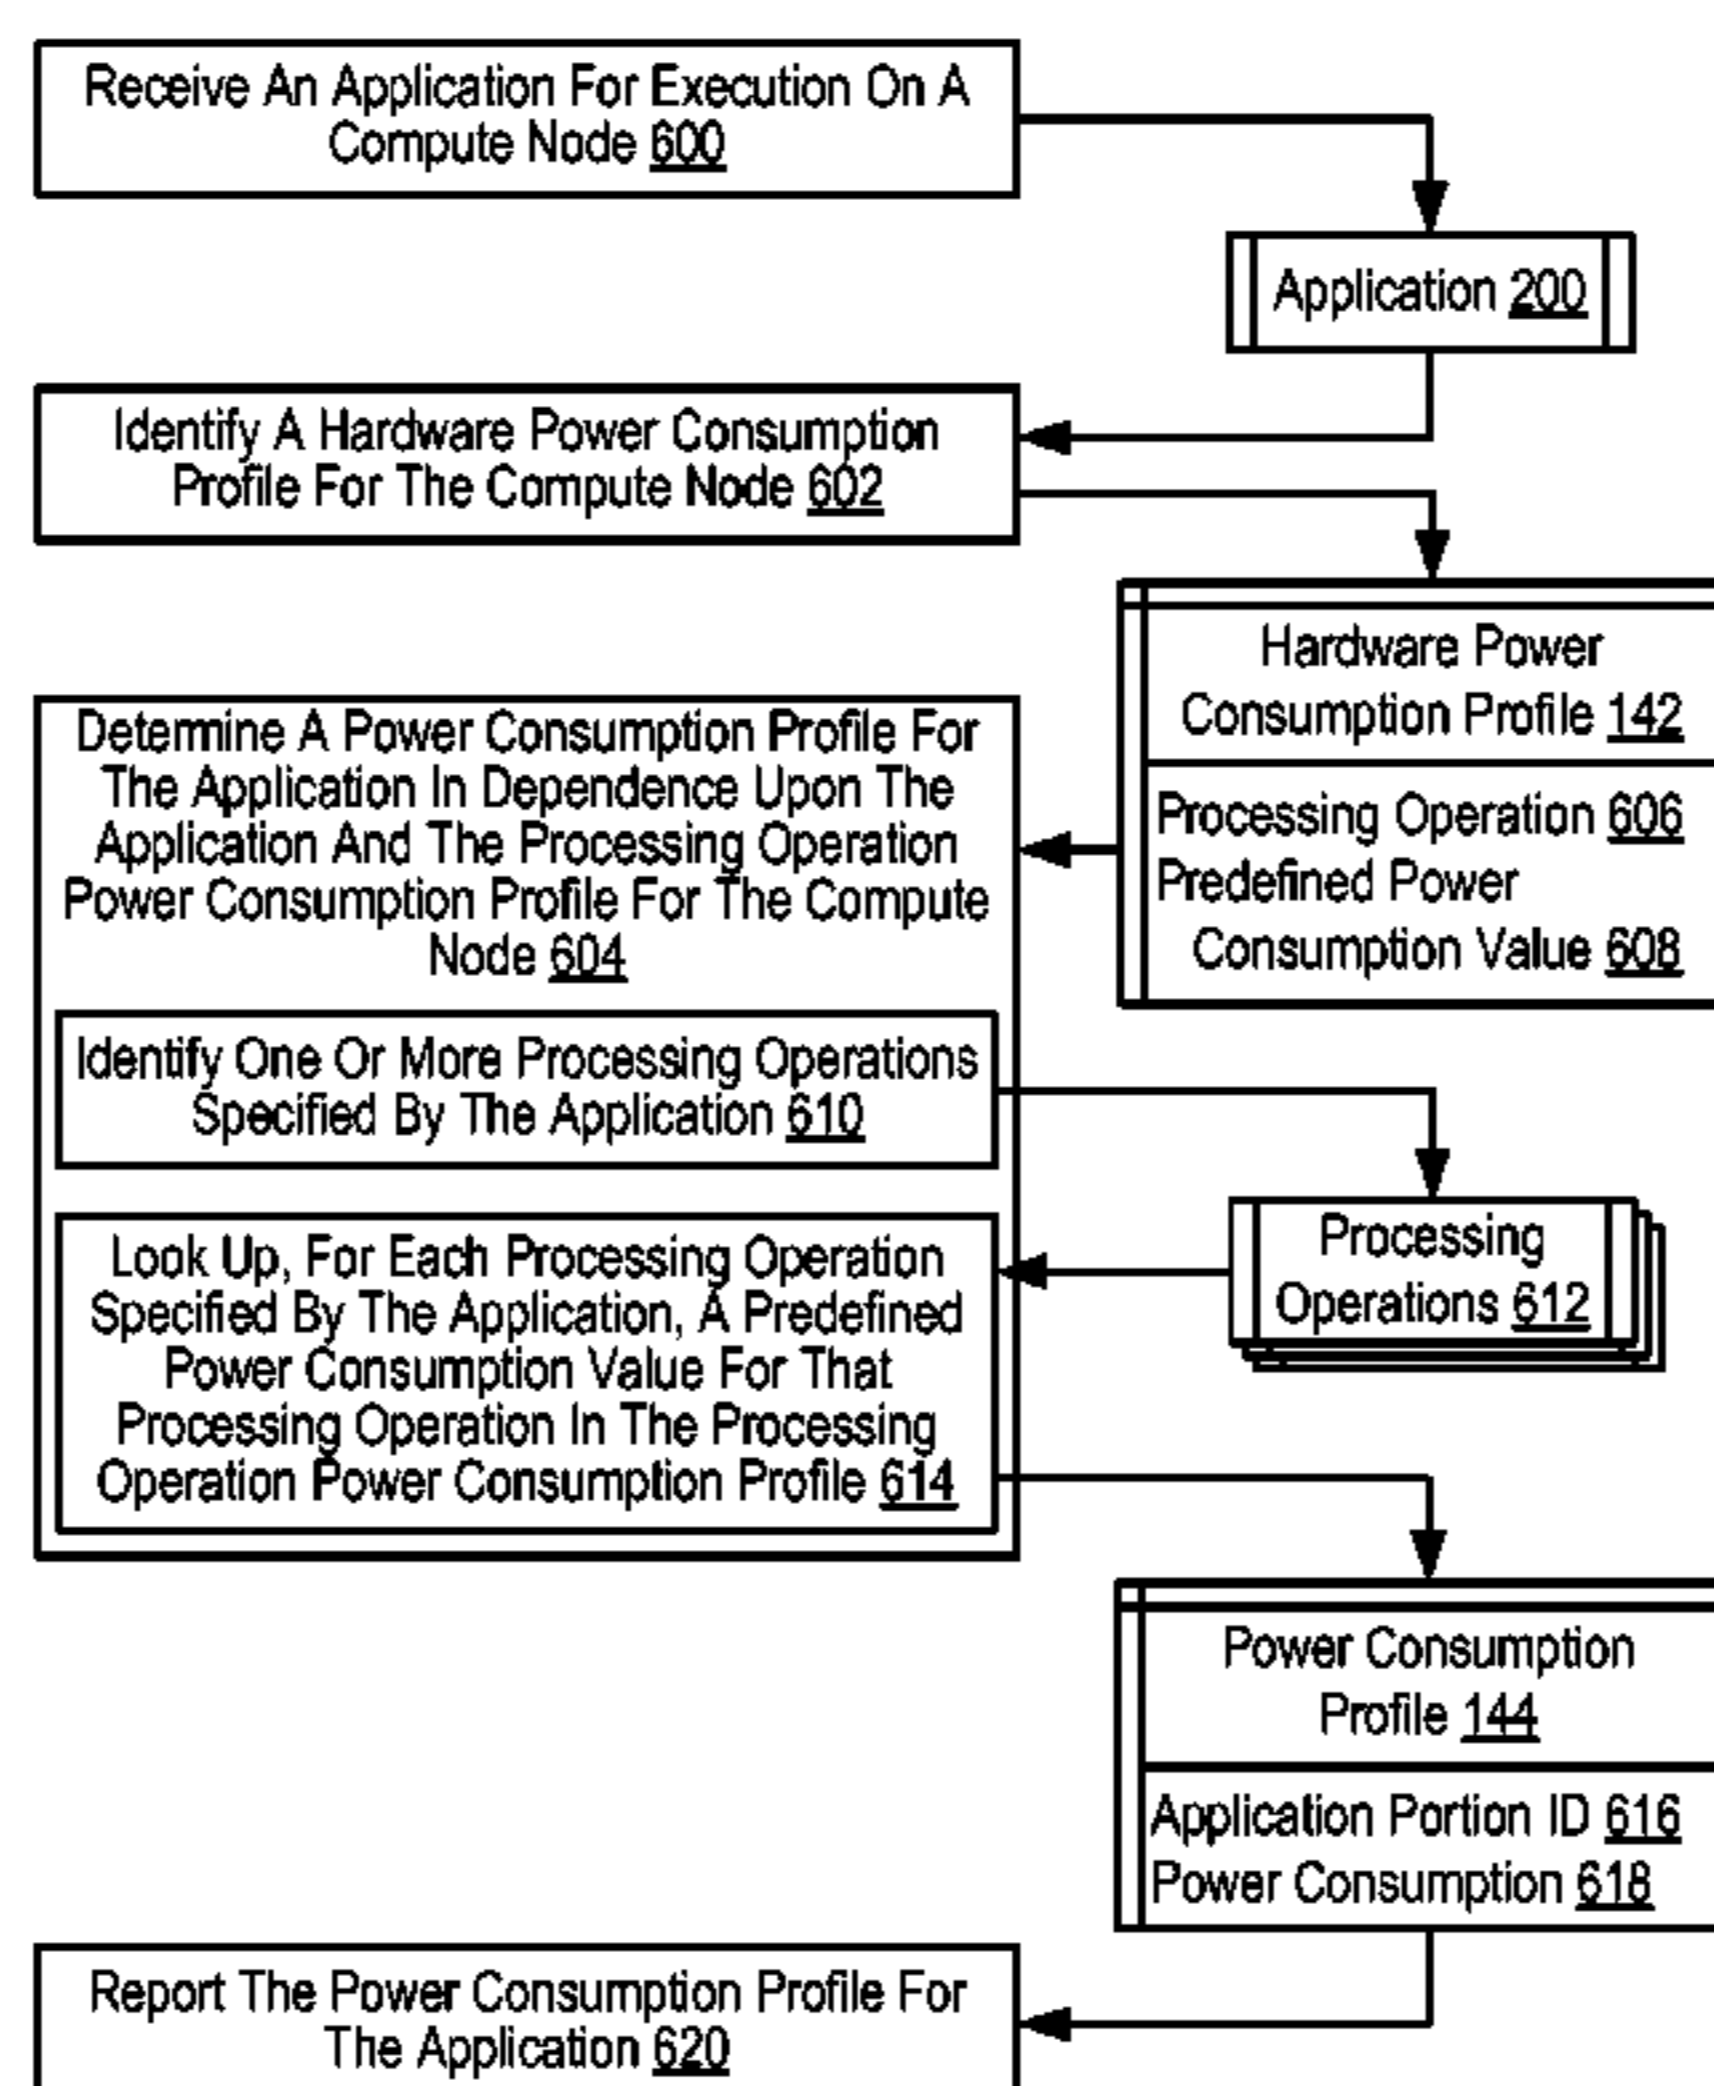 Receive An Application For Execution On A
Compute Node 600
Application 200
Identify A Hardware Power Consumption
Profile For The Compute Node 602
Hardware Power
Consumption Profile 142
Processing Operation 606
Predefined Power
Consumption Value 608
Determine A Power Consumption Profile For
The Application In Dependence Upon The
Application And The Processing Operation
Power Consumption Profile For The Compute
Node 604
Identify One Or More Processing Operations
Specified By The Application 610
Processing
Operations 612
Look Up, For Each Processing Operation
Specified By The Application, A Predefined
Power Consumption Value For That
Processing Operation In The Processing
Operation Power Consumption Profile 614
Power Consumption
Profile 144
Application Portion ID 616
Power Consumption 618
Report The Power Consumption Profile For
The Application 620